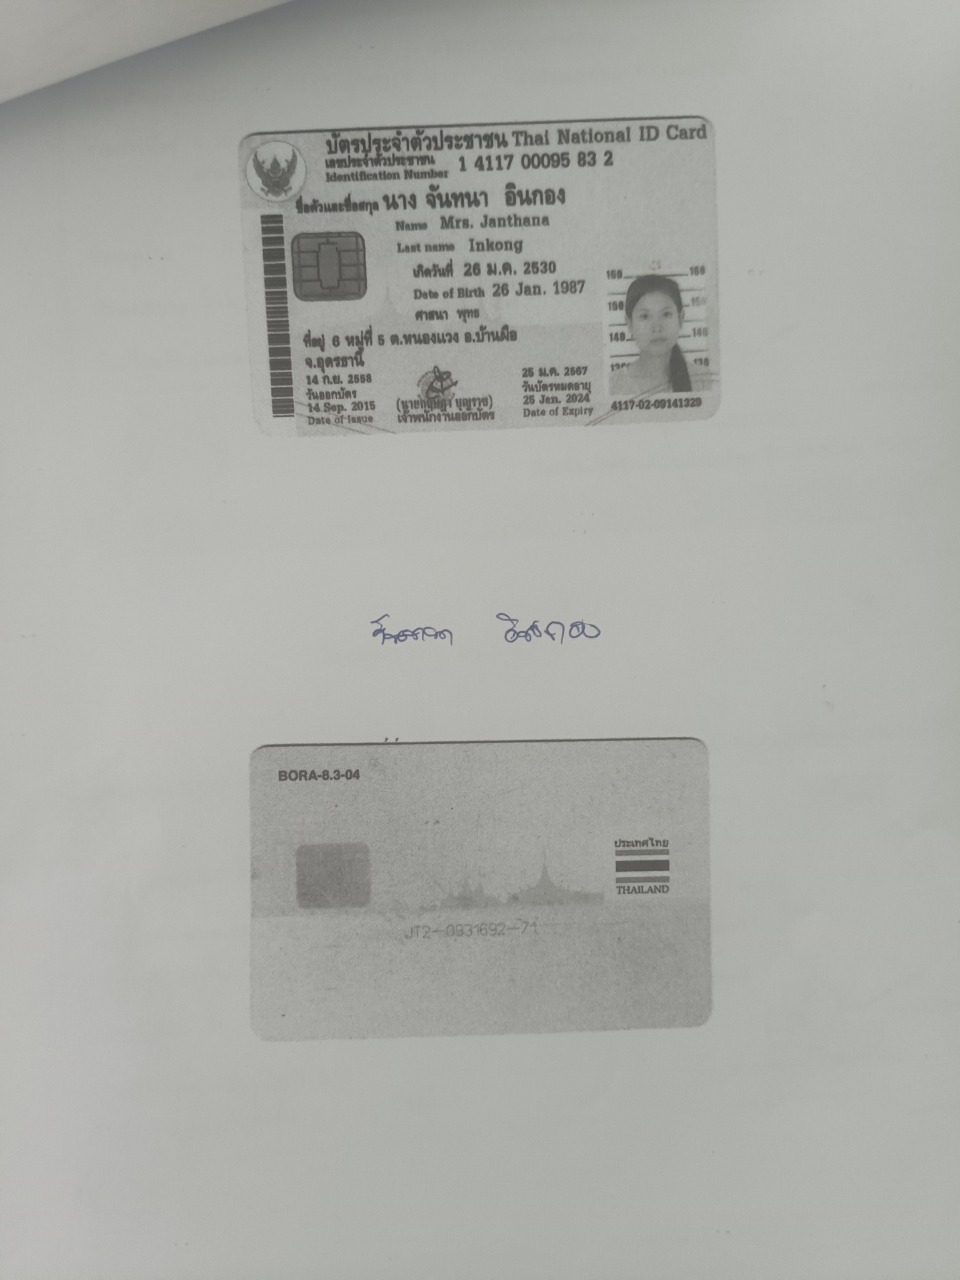 บัตรประจำตัวประชาชน Thai National ID Card
เลขประจำตัวประชาชน 1 4117 00095 83 2
Identification Number
ชื่อตัวและชื่อสกุล นาง จันทนา อินกอง
Name Mrs. Janthana
Last name Inkong
เกิดวันที่ 26 ม.ค. 2530
Date of Birth 26 Jan. 1987
ศาสนา พุทธ
ที่อยู่ 6 หมู่ที่ 5 ต.หนองแวง อ.บ้านผือ
จ.อุดรธานี
14 ก.ย. 2558
วันออกบัตร
14 Sep. 2015
Date of Issue
เจ้าพนักงานออกบัตร
25 ม.ค. 2567
วันบัตรหมดอายุ
25 Jan. 2024
Date of Expiry
4117-02-09141329
จันทนา อินกอง
BORA-8.3-04
ประเทศไทย
THAILAND
JT2-0931692-71